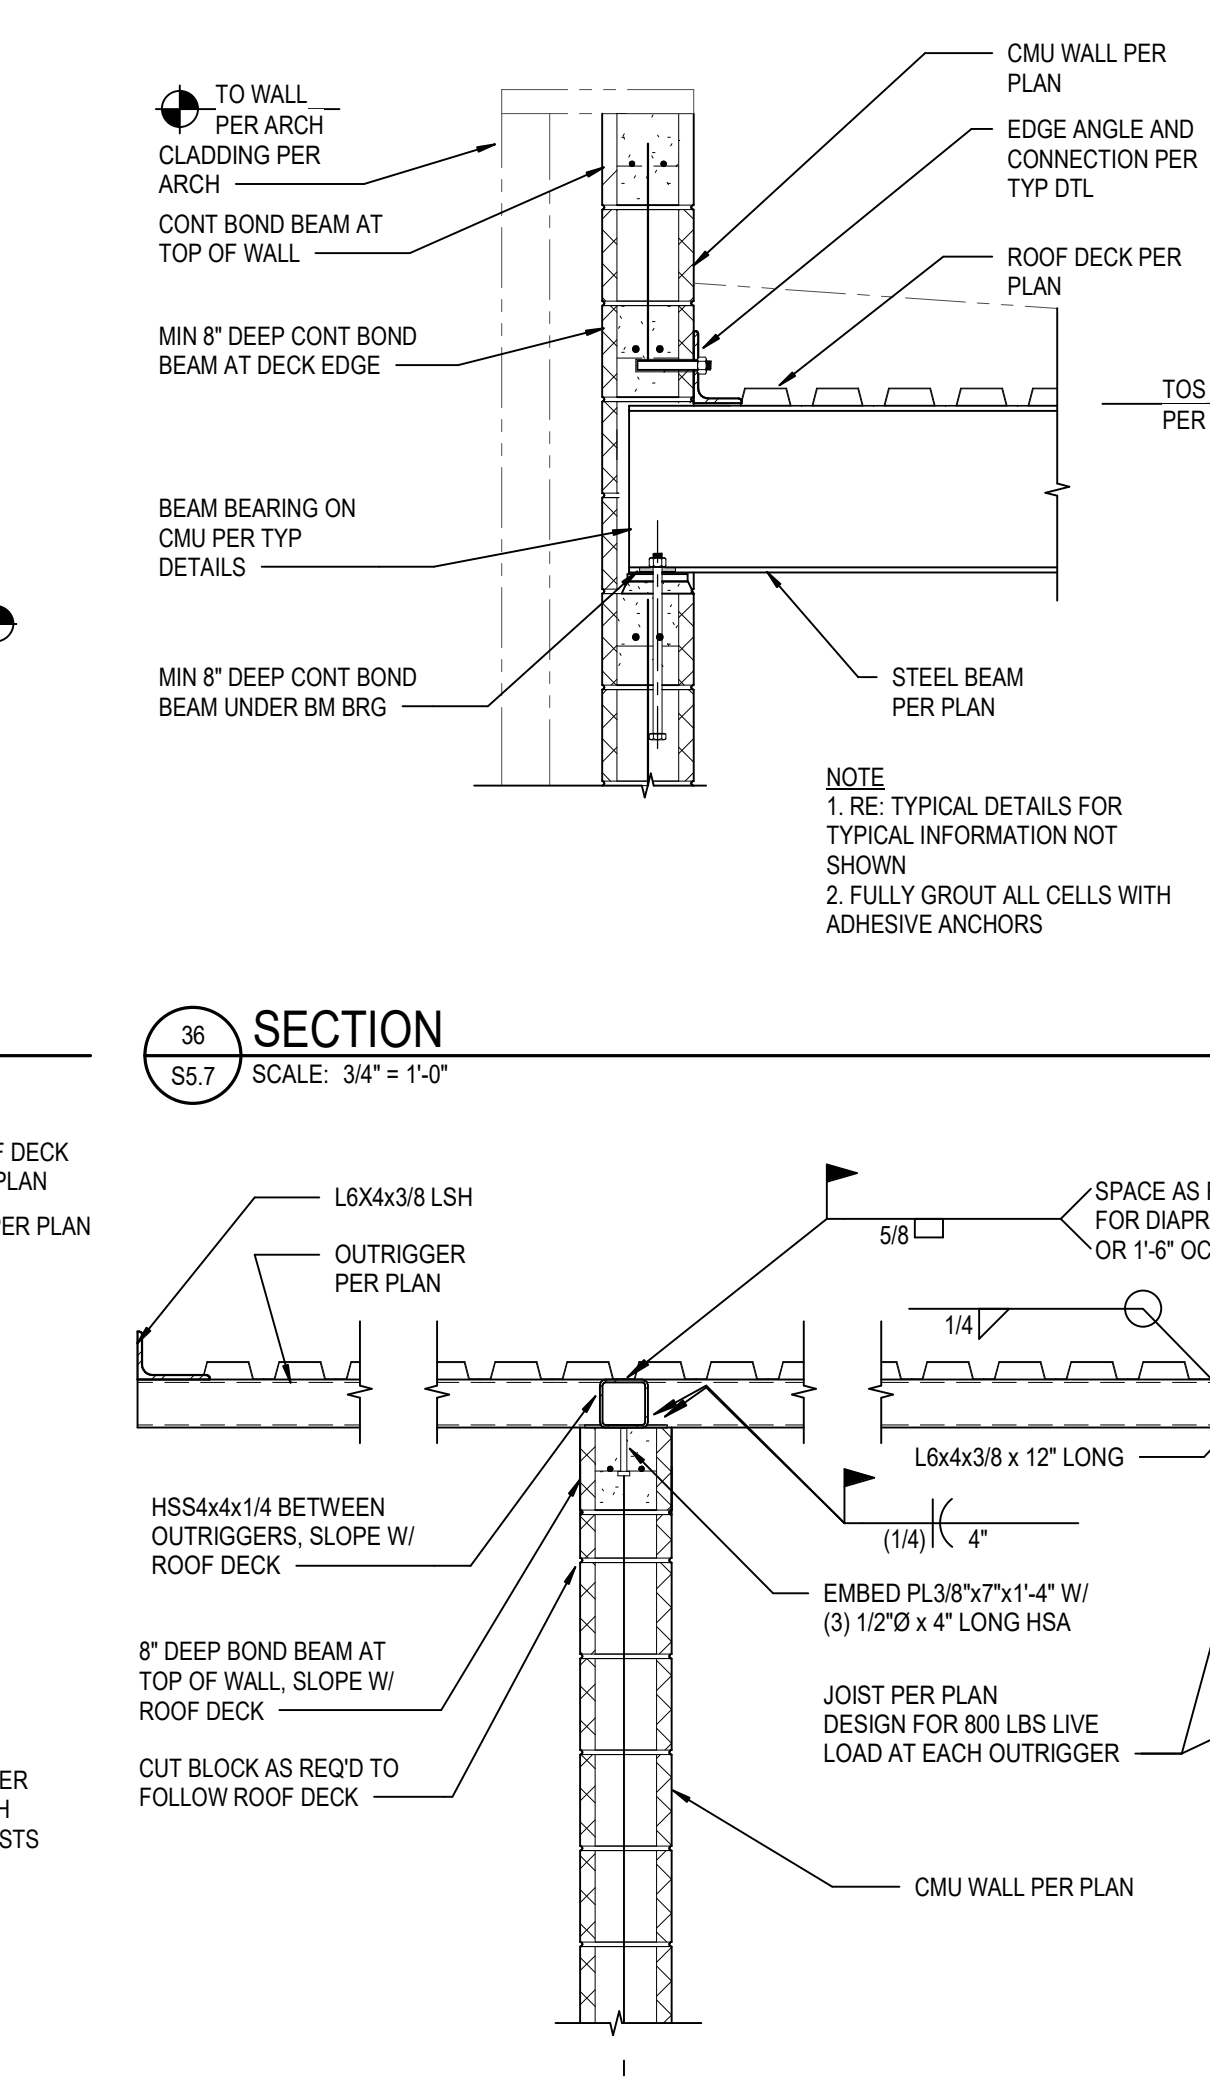 TO WALL
PER ARCH
CLADDING PER
ARCH
CONT BOND BEAM AT
TOP OF WALL
MIN 8" DEEP CONT BOND
BEAM AT DECK EDGE
BEAM BEARING ON
CMU PER TYP
DETAILS
MIN 8" DEEP CONT BOND
BEAM UNDER BM BRG
CMU WALL PER
PLAN
EDGE ANGLE AND
CONNECTION PER
TYP DTL
ROOF DECK PER
PLAN
TOS
PER
STEEL BEAM
PER PLAN
NOTE
1. RE: TYPICAL DETAILS FOR
TYPICAL INFORMATION NOT
SHOWN
2. FULLY GROUT ALL CELLS WITH
ADHESIVE ANCHORS
36
S5.7
SECTION
SCALE: 3/4" = 1'-0"
DECK
PLAN
PER PLAN
L6X4x3/8 LSH
OUTRIGGER
PER PLAN
5/8
SPACE AS
FOR DIAPR
OR 1'-6" OC
1/4
L6x4x3/8 x 12" LONG
(1/4) 4"
HSS4x4x1/4 BETWEEN
OUTRIGGERS, SLOPE W/
ROOF DECK
EMBED PL3/8"x7"x1'-4" W/
(3) 1/2"Ø x 4" LONG HSA
8" DEEP BOND BEAM AT
TOP OF WALL, SLOPE W/
ROOF DECK
JOIST PER PLAN
DESIGN FOR 800 LBS LIVE
LOAD AT EACH OUTRIGGER
CUT BLOCK AS REQ'D TO
FOLLOW ROOF DECK
ER
H
STS
CMU WALL PER PLAN